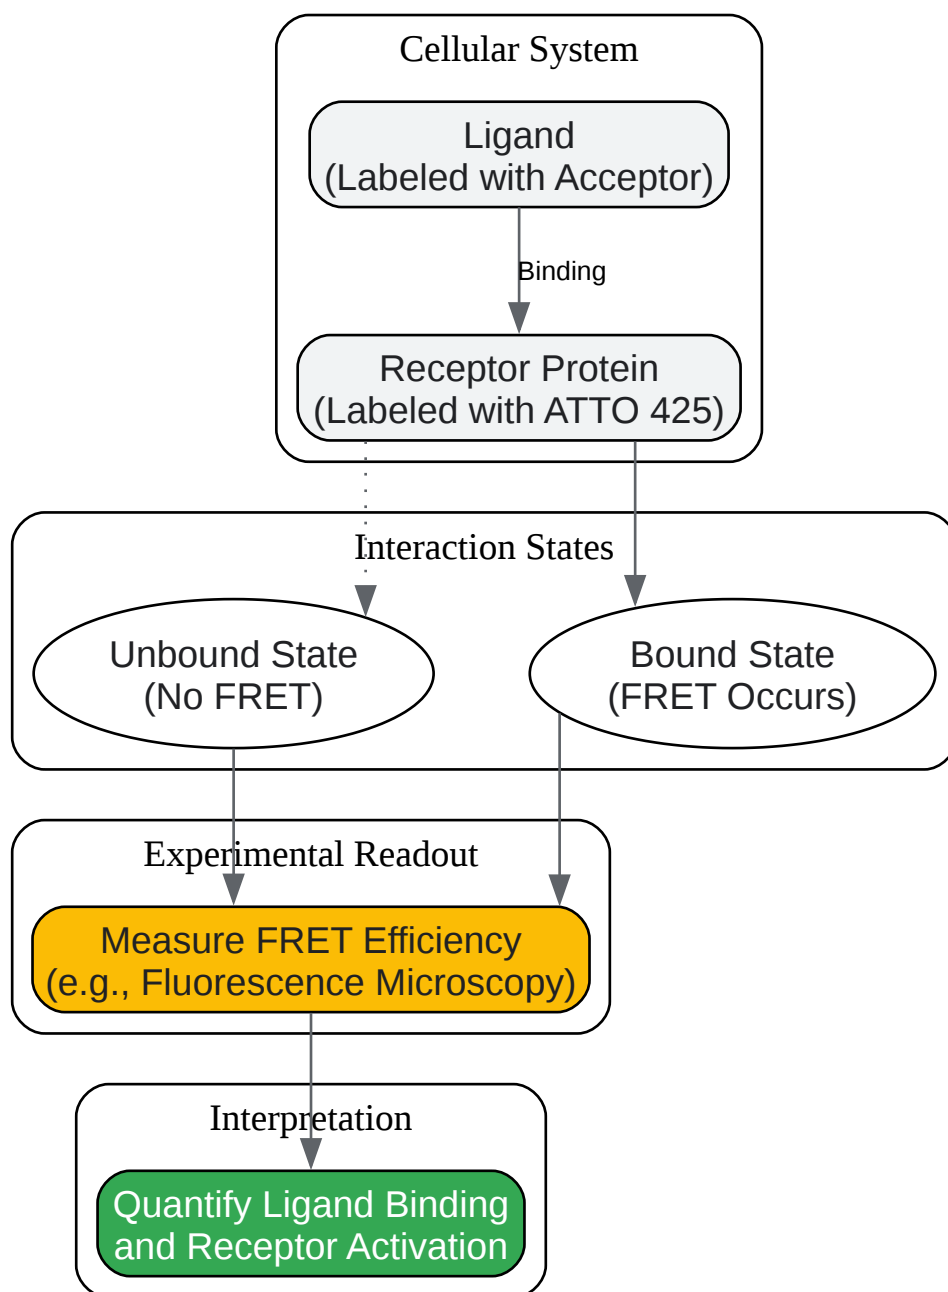 Cellular System
Ligand
(Labeled with Acceptor)
Binding
Receptor Protein
(Labeled with ATTO 425)
Interaction States
Unbound State
(No FRET)
Bound State
(FRET Occurs)
Experimental Readout
Measure FRET Efficiency
(e.g., Fluorescence Microscopy)
Interpretation
Quantify Ligand Binding
and Receptor Activation